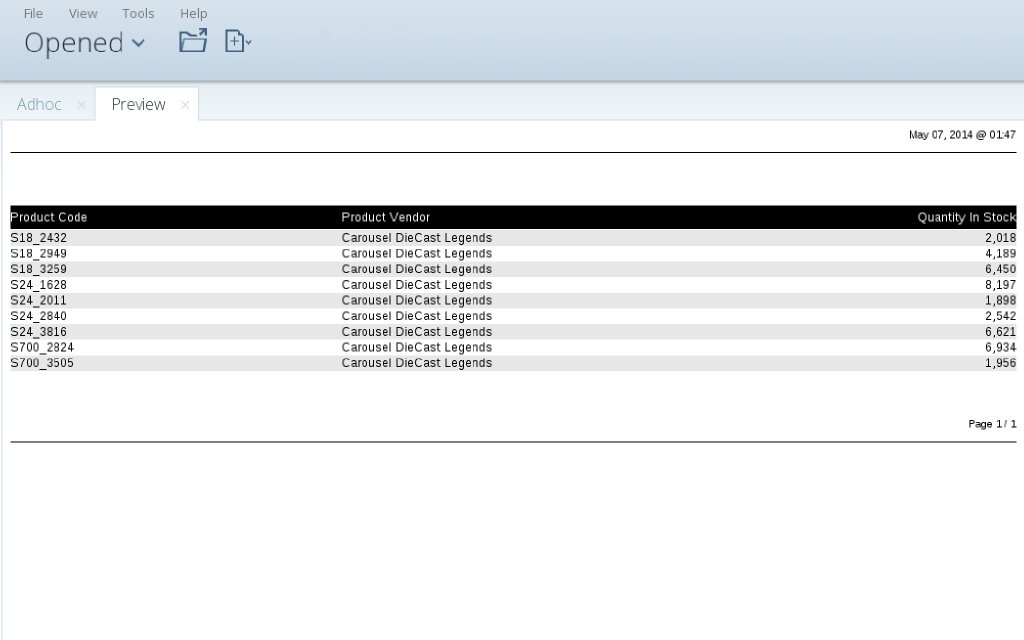 File View Tools Help
Opened
Adhoc × Preview ×
May 07, 2014 @ 01:47
Product Code Product Vendor Quantity In Stock
S18_2432 Carousel DieCast Legends 2,018
S18_2949 Carousel DieCast Legends 4,189
S18_3259 Carousel DieCast Legends 6,450
S24_1628 Carousel DieCast Legends 8,197
S24_2011 Carousel DieCast Legends 1,898
S24_2840 Carousel DieCast Legends 2,542
S24_3816 Carousel DieCast Legends 6,621
S700_2824 Carousel DieCast Legends 6,934
S700_3505 Carousel DieCast Legends 1,956
Page 1 / 1